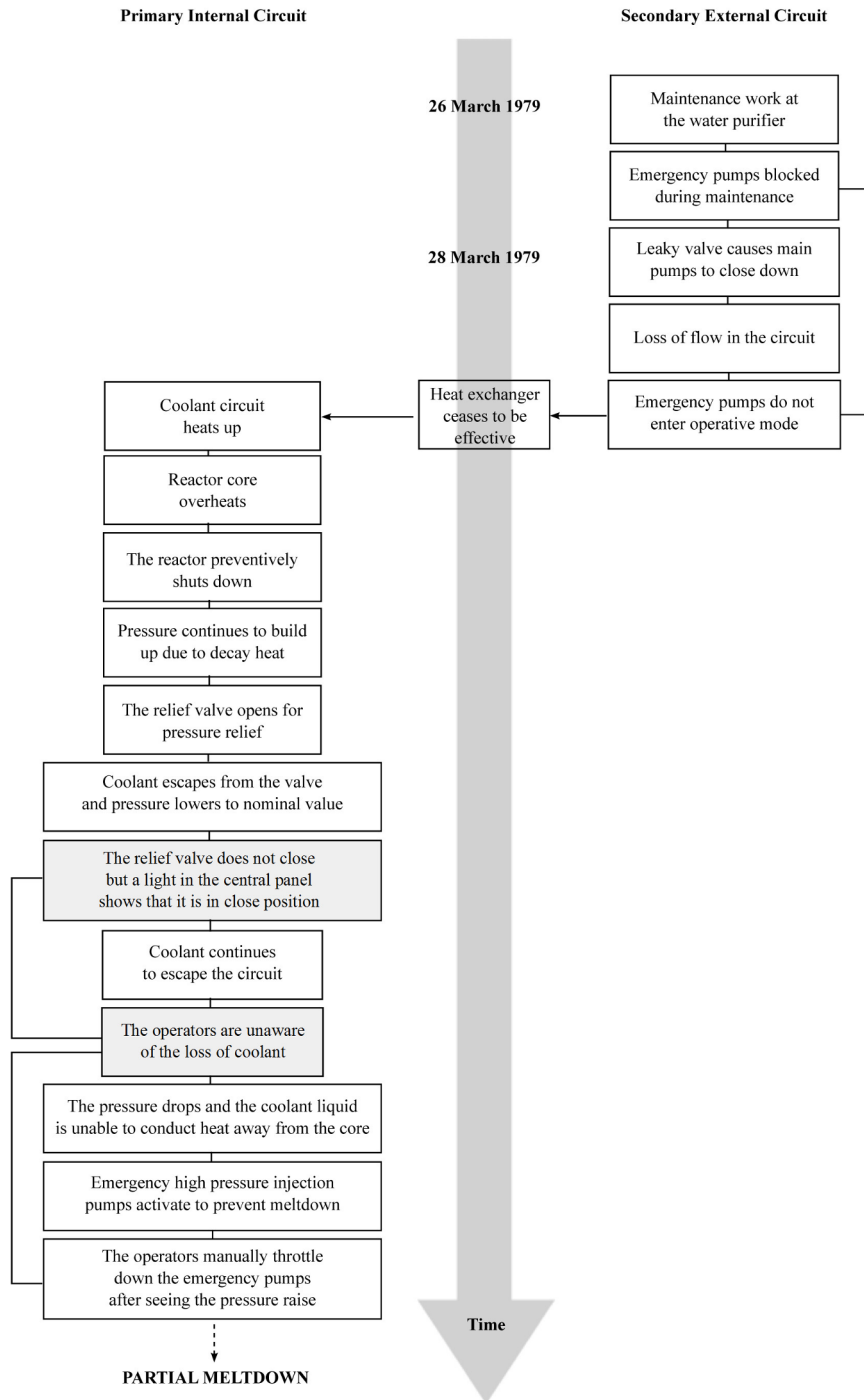 Primary Internal Circuit
Secondary External Circuit
26 March 1979
Maintenance work at
the water purifier
Emergency pumps blocked
during maintenance
28 March 1979
Leaky valve causes main
pumps to close down
Loss of flow in the circuit
Emergency pumps do not
enter operative mode
Heat exchanger
ceases to be
effective
Coolant circuit
heats up
Reactor core
overheats
The reactor preventively
shuts down
Pressure continues to build
up due to decay heat
The relief valve opens for
pressure relief
Coolant escapes from the valve
and pressure lowers to nominal value
The relief valve does not close
but a light in the central panel
shows that it is in close position
Coolant continues
to escape the circuit
The operators are unaware
of the loss of coolant
The pressure drops and the coolant liquid
is unable to conduct heat away from the core
Emergency high pressure injection
pumps activate to prevent meltdown
The operators manually throttle
down the emergency pumps
after seeing the pressure raise
Time
PARTIAL MELTDOWN